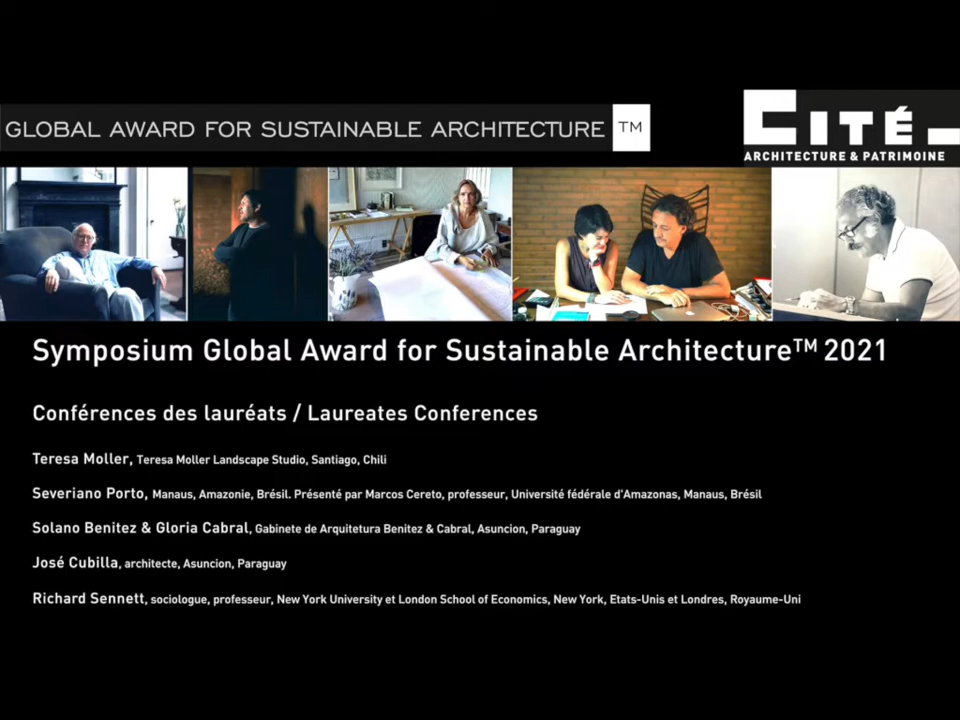 GLOBAL AWARD FOR SUSTAINABLE ARCHITECTURE TM
CITÉ_
ARCHITECTURE & PATRIMOINE
Symposium Global Award for Sustainable Architecture™ 2021
Conférences des lauréats / Laureates Conferences
Teresa Moller, Teresa Moller Landscape Studio, Santiago, Chili
Severiano Porto, Manaus, Amazonie, Brésil. Présenté par Marcos Cereto, professeur, Université fédérale d'Amazonas, Manaus, Brésil
Solano Benitez & Gloria Cabral, Gabinete de Arquitetura Benitez & Cabral, Asuncion, Paraguay
José Cubilla, architecte, Asuncion, Paraguay
Richard Sennett, sociologue, professeur, New York University et London School of Economics, New York, Etats-Unis et Londres, Royaume-Uni